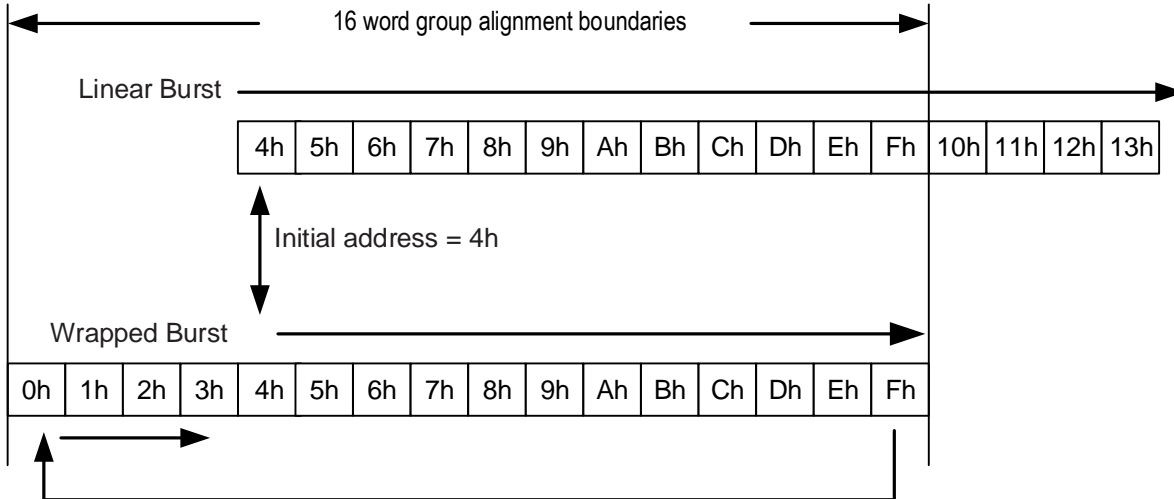 16 word group alignment boundaries
Linear Burst
4h 5h 6h 7h 8h 9h Ah Bh Ch Dh Eh Fh 10h 11h 12h 13h
Initial address = 4h
Wrapped Burst
0h 1h 2h 3h 4h 5h 6h 7h 8h 9h Ah Bh Ch Dh Eh Fh